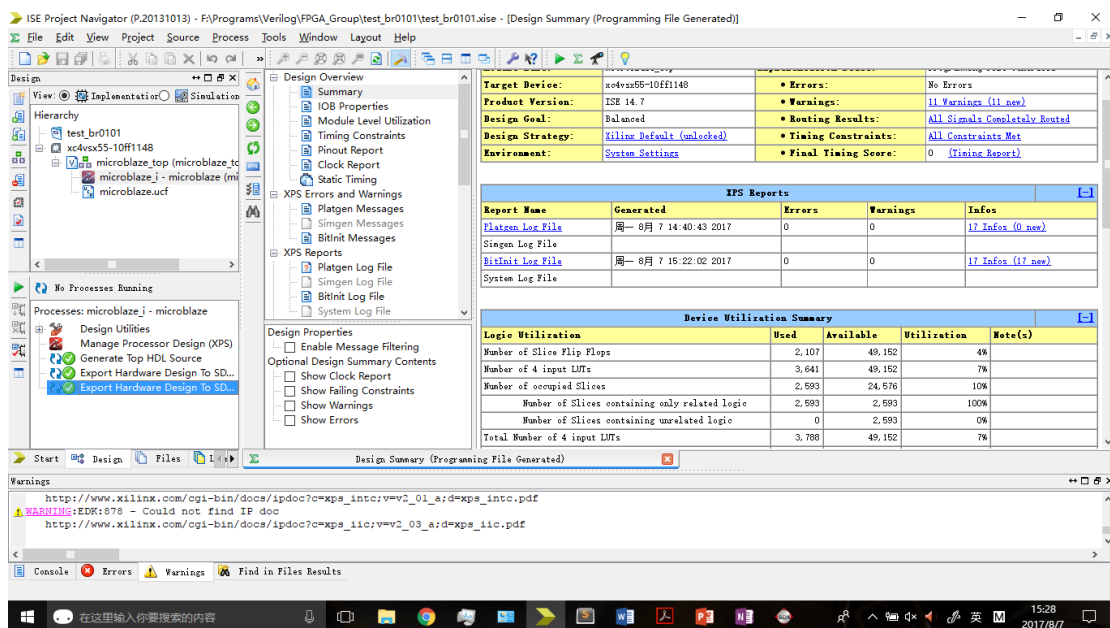 ISE Project Navigator (P.20131013) - F:\Programs\Verilog\FPGA_Group\test_br0101\test_br0101.xise - [Design Summary (Programming File Generated)]
File Edit View Project Source Process Tools Window Layout Help
Design
View: Implementation Simulation
Hierarchy
test_br0101
xc4vsx55-10ff1148
microblaze_top (microblaze_to
microblaze_i - microblaze (mi
microblaze.ucf
No Processes Running
Processes: microblaze_i - microblaze
Design Utilities
Manage Processor Design (XPS)
Generate Top HDL Source
Export Hardware Design To SD...
Export Hardware Design To SD...
Start Design Files
Design Overview
Summary
IOB Properties
Module Level Utilization
Timing Constraints
Pinout Report
Clock Report
Static Timing
XPS Errors and Warnings
Platgen Messages
Simgen Messages
BitInit Messages
XPS Reports
Platgen Log File
Simgen Log File
BitInit Log File
System Log File
Design Properties
Enable Message Filtering
Optional Design Summary Contents
Show Clock Report
Show Failing Constraints
Show Warnings
Show Errors
Target Device: xc4vsx55-10ff1148 • Errors: No Errors
Product Version: ISE 14.7 • Warnings: 11 Warnings (11 new)
Design Goal: Balanced • Routing Results: All Signals Completely Routed
Design Strategy: Xilinx Default (unlocked) • Timing Constraints: All Constraints Met
Environment: System Settings • Final Timing Score: 0 (Timing Report)
XPS Reports [-]
Report Name Generated Errors Warnings Infos
Platgen Log File 周一 8月 7 14:40:43 2017 0 0 17 Infos (0 new)
Simgen Log File
BitInit Log File 周一 8月 7 15:22:02 2017 0 0 17 Infos (17 new)
System Log File
Device Utilization Summary [-]
Logic Utilization Used Available Utilization Note(s)
Number of Slice Flip Flops 2,107 49,152 4%
Number of 4 input LUTs 3,641 49,152 7%
Number of occupied Slices 2,593 24,576 10%
Number of Slices containing only related logic 2,593 2,593 100%
Number of Slices containing unrelated logic 0 2,593 0%
Total Number of 4 input LUTs 3,788 49,152 7%
Design Summary (Programming File Generated)
Warnings
http://www.xilinx.com/cgi-bin/docs/ipdoc?c=xps_intc;v=v2_01_a;d=xps_intc.pdf
WARNING:EDK:878 - Could not find IP doc
http://www.xilinx.com/cgi-bin/docs/ipdoc?c=xps_iic;v=v2_03_a;d=xps_iic.pdf
Console Errors Warnings Find in Files Results
在这里输入你要搜索的内容
英 M
15:28
2017/8/7